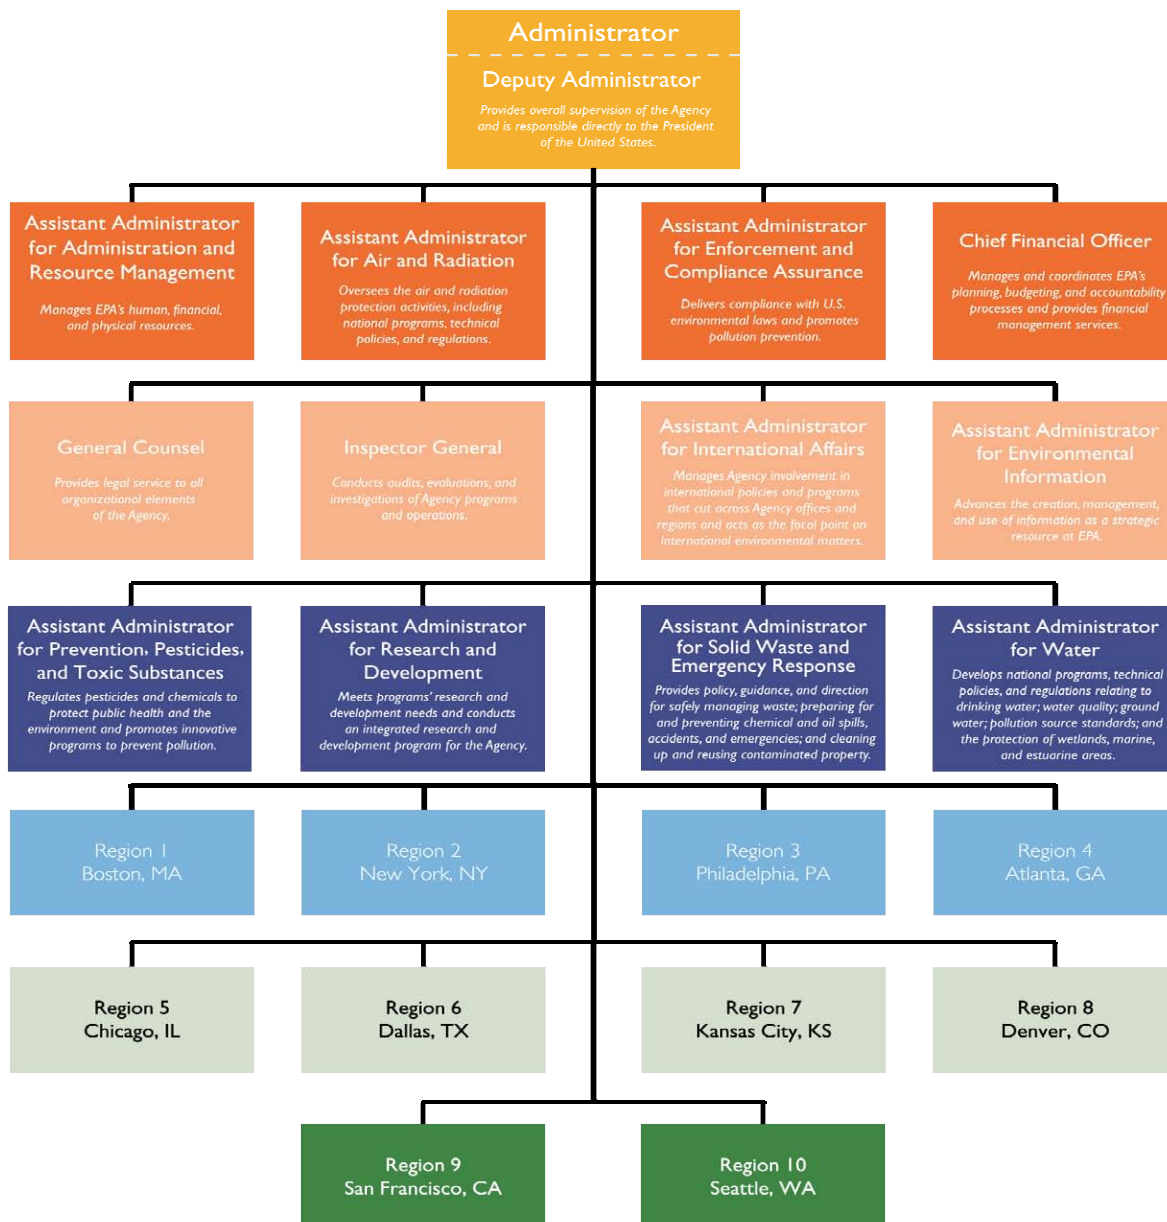 Administrator
Deputy Administrator
Provides overall supervision of the Agency
and is responsible directly to the President
of the United States.
Assistant Administrator
for Administration and
Resource Management
Manages EPA's human, financial,
and physical resources.
Assistant Administrator
for Air and Radiation
Oversees the air and radiation
protection activities, including
national programs, technical
policies, and regulations.
Assistant Administrator
for Enforcement and
Compliance Assurance
Delivers compliance with U.S.
environmental laws and promotes
pollution prevention.
Chief Financial Officer
Manages and coordinates EPA's
planning, budgeting, and accountability
processes and provides financial
management services.
General Counsel
Provides legal service to all
organizational elements
of the Agency.
Inspector General
Conducts audits, evaluations, and
investigations of Agency programs
and operations.
Assistant Administrator
for International Affairs
Manages Agency involvement in
international policies and programs
that cut across Agency offices and
regions and acts as the focal point on
international environmental matters.
Assistant Administrator
for Environmental
Information
Advances the creation, management,
and use of information as a strategic
resource at EPA.
Assistant Administrator
for Prevention, Pesticides,
and Toxic Substances
Regulates pesticides and chemicals to
protect public health and the
environment and promotes innovative
programs to prevent pollution.
Assistant Administrator
for Research and
Development
Meets programs' research and
development needs and conducts
an integrated research and
development program for the Agency.
Assistant Administrator
for Solid Waste and
Emergency Response
Provides policy, guidance, and direction
for safely managing waste; preparing for
and preventing chemical and oil spills,
accidents, and emergencies; and cleaning
up and reusing contaminated property.
Assistant Administrator
for Water
Develops national programs, technical
policies, and regulations relating to
drinking water; water quality; ground
water; pollution source standards; and
the protection of wetlands, marine,
and estuarine areas.
Region 1
Boston, MA
Region 2
New York, NY
Region 3
Philadelphia, PA
Region 4
Atlanta, GA
Region 5
Chicago, IL
Region 6
Dallas, TX
Region 7
Kansas City, KS
Region 8
Denver, CO
Region 9
San Francisco, CA
Region 10
Seattle, WA